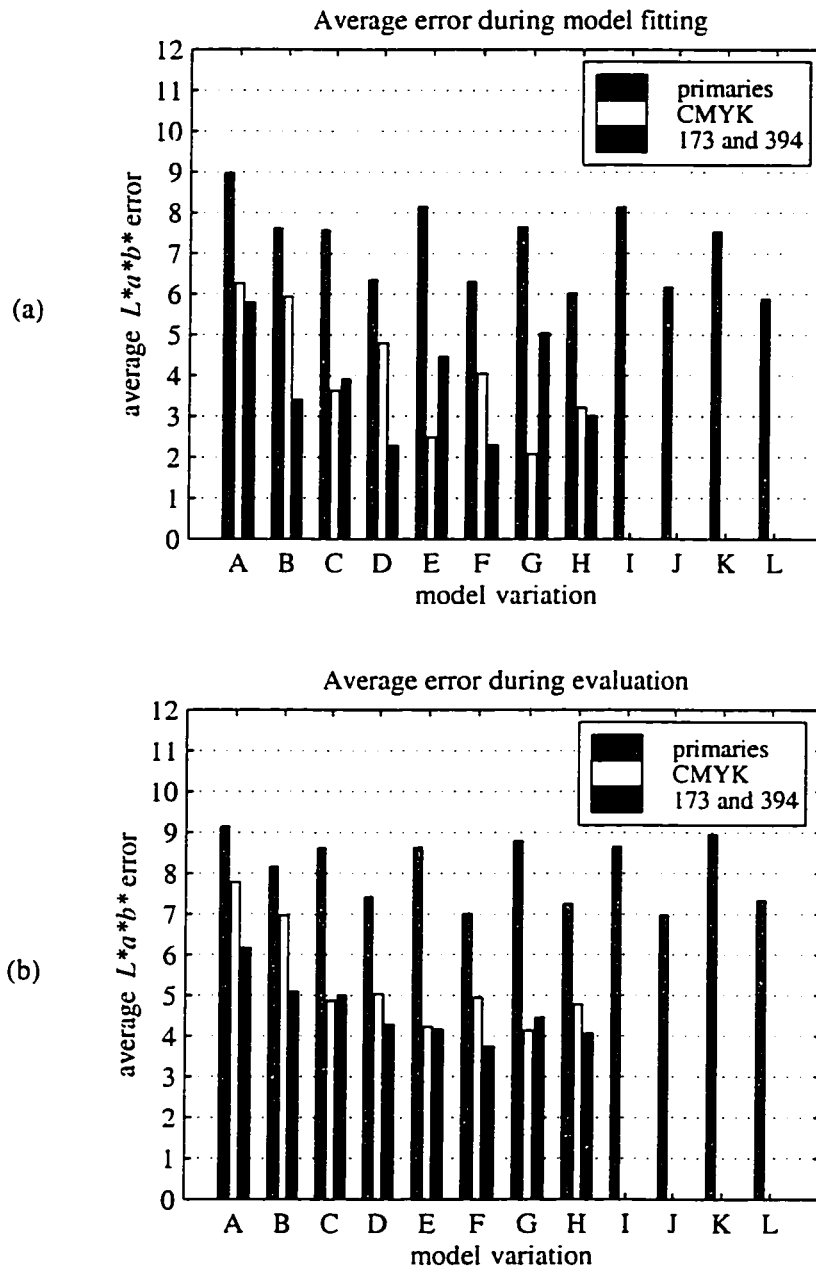 Average error during model fitting
12
11
10
9
8
7
6
5
4
3
2
1
0
average L*a*b* error
primaries
CMYK
173 and 394
A B C D E F G H I J K L
model variation
(a)
Average error during evaluation
12
11
10
9
8
7
6
5
4
3
2
1
0
average L*a*b* error
primaries
CMYK
173 and 394
A B C D E F G H I J K L
model variation
(b)